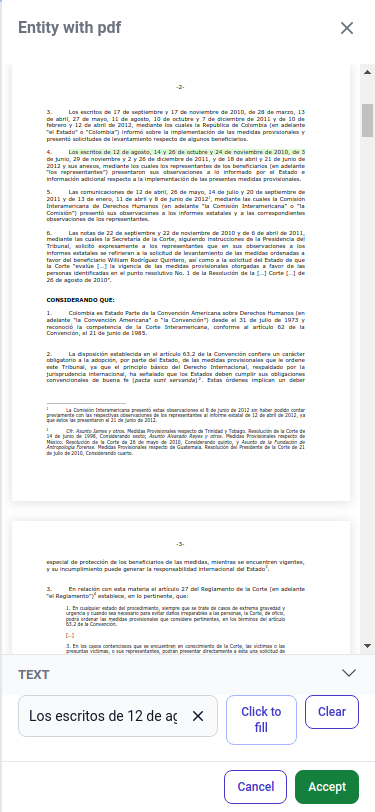 Entity with pdf
-2-
3. Los escritos de 17 de septiembre y 17 de noviembre de 2010, de 28 de marzo, 13
de abril, 27 de mayo, 11 de agosto, 10 de octubre y 7 de diciembre de 2011 y de 10 de
febrero y 12 de abril de 2012, mediante los cuales la República de Colombia (en adelante
"el Estado" o "Colombia") informó sobre la implementación de las medidas provisionales y
presentó solicitudes de levantamiento respecto de algunos beneficiarios.
4. Los escritos de 12 de agosto, 14 y 26 de octubre y 24 de noviembre de 2010, de 3
de junio, 29 de noviembre y 2 y 26 de diciembre de 2011, y de 18 de abril y 21 de junio de
2012 y sus anexos, mediante los cuales los representantes de los beneficiarios (en adelante
"los representantes") presentaron sus observaciones a lo informado por el Estado e
información adicional respecto a la implementación de las presentes medidas provisionales.
5. Las comunicaciones de 12 de abril, 26 de mayo, 14 de julio y 20 de septiembre de
2011 y de 13 de enero, 11 de abril y 8 de junio de 2012¹, mediante las cuales la Comisión
Interamericana de Derechos Humanos (en adelante "la Comisión Interamericana" o "la
Comisión") presentó sus observaciones a los informes estatales y a las correspondientes
observaciones de los representantes.
6. Las notas de 22 de septiembre y 22 de noviembre de 2010 y de 6 de abril de 2011,
mediante las cuales la Secretaría de la Corte, siguiendo instrucciones de la Presidencia del
Tribunal, solicitó expresamente a los representantes que en sus observaciones a los
informes estatales se refirieran a la solicitud de levantamiento de las medidas ordenadas a
favor del beneficiario William Rodríguez Quintero, así como a la solicitud del Estado de que
la Corte "evalúe [...] la vigencia de las medidas provisionales otorgadas a favor de las
personas identificadas en el punto resolutivo No. 1 de la Resolución de la [...] Corte [...] de
26 de agosto de 2010".
CONSIDERANDO QUE:
1. Colombia es Estado Parte de la Convención Americana sobre Derechos Humanos (en
adelante "la Convención Americana" o "la Convención") desde el 31 de julio de 1973 y
reconoció la competencia de la Corte Interamericana, conforme al artículo 62 de la
Convención, el 21 de junio de 1985.
2. La disposición establecida en el artículo 63.2 de la Convención confiere un carácter
obligatorio a la adopción, por parte del Estado, de las medidas provisionales que le ordene
este Tribunal, ya que el principio básico del Derecho Internacional, respaldado por la
jurisprudencia internacional, ha señalado que los Estados deben cumplir sus obligaciones
convencionales de buena fe (pacta sunt servanda)². Estas órdenes implican un deber
¹ La Comisión Interamericana presentó estas observaciones el 8 de junio de 2012 sin haber podido contar
previamente con las respectivas observaciones de los representantes al informe estatal de 12 de abril de 2012, ya
que éstos las presentaron el 21 de junio de 2012.
² Cfr. Asunto James y otros. Medidas Provisionales respecto de Trinidad y Tobago. Resolución de la Corte de
14 de junio de 1998, Considerando sexto; Asunto Alvarado Reyes y otros. Medidas Provisionales respecto de
México. Resolución de la Corte de 26 de mayo de 2010, Considerando quinto, y Asunto de la Fundación de
Antropología Forense. Medidas Provisionales respecto de Guatemala. Resolución del Presidente de la Corte de 21
de julio de 2010, Considerando cuarto.
-3-
especial de protección de los beneficiarios de las medidas, mientras se encuentren vigentes,
y su incumplimiento puede generar la responsabilidad internacional del Estado³.
3. En relación con esta materia el artículo 27 del Reglamento de la Corte (en adelante
"el Reglamento")⁴ establece, en lo pertinente, que:
1. En cualquier estado del procedimiento, siempre que se trate de casos de extrema gravedad y
urgencia y cuando sea necesario para evitar daños irreparables a las personas, la Corte, de oficio,
podrá ordenar las medidas provisionales que considere pertinentes, en los términos del artículo
63.2 de la Convención.
[...]
3. En los casos contenciosos que se encuentren en conocimiento de la Corte, las víctimas o las
presuntas víctimas, o sus representantes, podrán presentar directamente a ésta una solicitud de
TEXT
Los escritos de 12 de ag
Click to
fill
Clear
Cancel
Accept